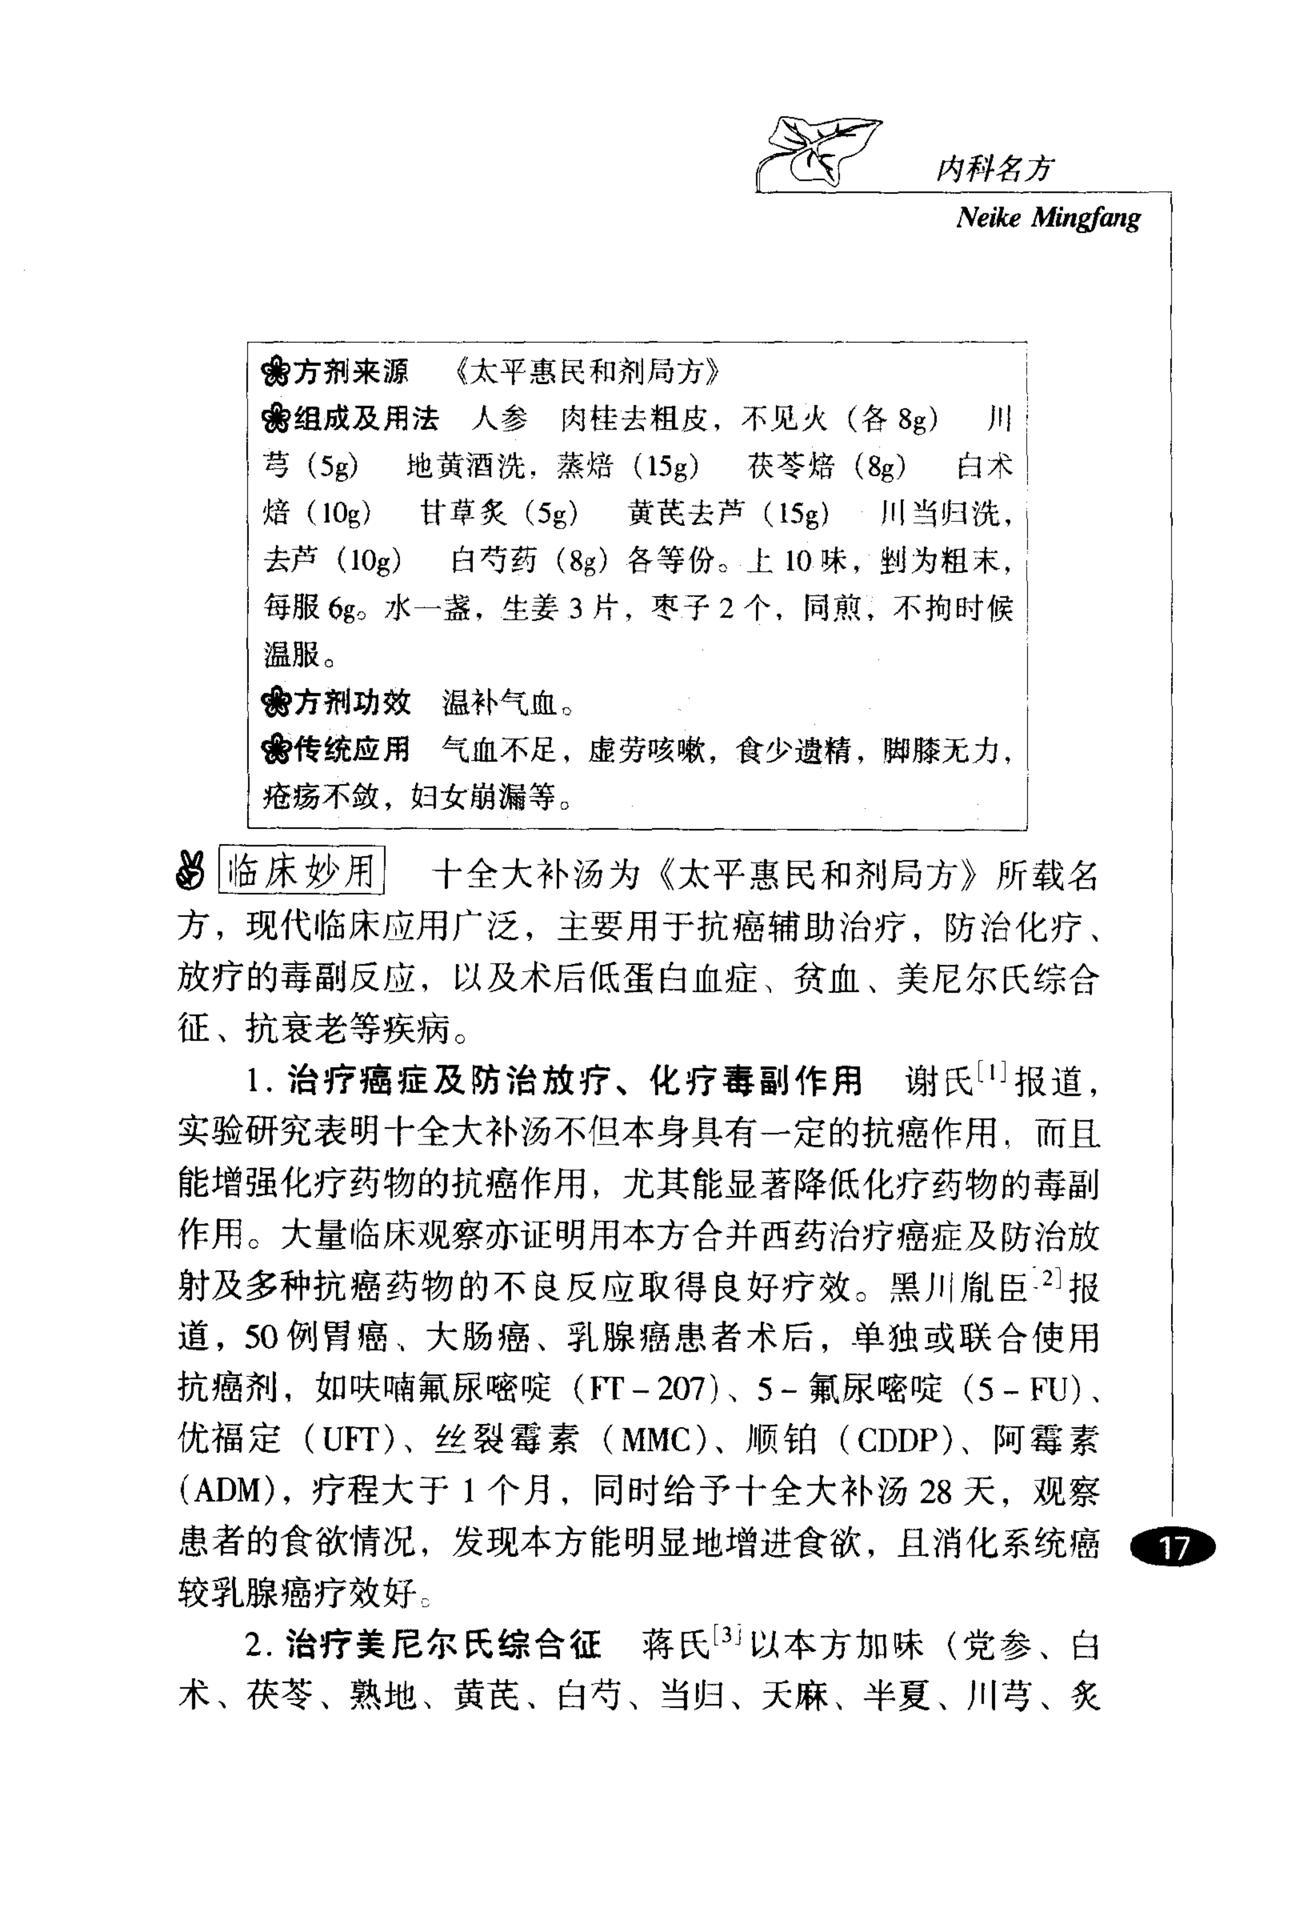 内科名方
Neike Mingfang
方剂来源　《太平惠民和剂局方》
组成及用法　人参　肉桂去粗皮，不见火（各 8g）　川
芎（5g）　地黄酒洗，蒸焙（15g）　茯苓焙（8g）　白术
焙（10g）　甘草炙（5g）　黄芪去芦（15g）　川当归洗，
去芦（10g）　白芍药（8g）各等份。上 10 味，剉为粗末，
每服 6g。水一盏，生姜 3 片，枣子 2 个，同煎，不拘时候
温服。
方剂功效　温补气血。
传统应用　气血不足，虚劳咳嗽，食少遗精，脚膝无力，
疮疡不敛，妇女崩漏等。
临床妙用　十全大补汤为《太平惠民和剂局方》所载名
方，现代临床应用广泛，主要用于抗癌辅助治疗，防治化疗、
放疗的毒副反应，以及术后低蛋白血症、贫血、美尼尔氏综合
征、抗衰老等疾病。
1. 治疗癌症及防治放疗、化疗毒副作用　谢氏[1]报道，
实验研究表明十全大补汤不但本身具有一定的抗癌作用，而且
能增强化疗药物的抗癌作用，尤其能显著降低化疗药物的毒副
作用。大量临床观察亦证明用本方合并西药治疗癌症及防治放
射及多种抗癌药物的不良反应取得良好疗效。黑川胤臣[2]报
道，50 例胃癌、大肠癌、乳腺癌患者术后，单独或联合使用
抗癌剂，如呋喃氟尿嘧啶（FT－207）、5－氟尿嘧啶（5－FU）、
优福定（UFT）、丝裂霉素（MMC）、顺铂（CDDP）、阿霉素
（ADM），疗程大于 1 个月，同时给予十全大补汤 28 天，观察
患者的食欲情况，发现本方能明显地增进食欲，且消化系统癌
较乳腺癌疗效好。
17
2. 治疗美尼尔氏综合征　蒋氏[3]以本方加味（党参、白
术、茯苓、熟地、黄芪、白芍、当归、天麻、半夏、川芎、炙